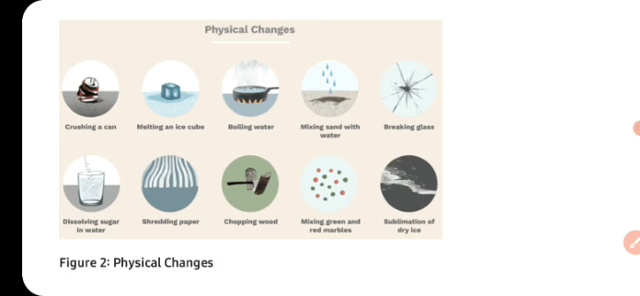 Physical Changes
Crushing a can
Melting an ice cube
Boiling water
Mixing sand with
water
Breaking glass
Dissolving sugar
in water
Shredding paper
Chopping wood
Mixing green and
red marbles
Sublimation of
dry ice
Figure 2: Physical Changes